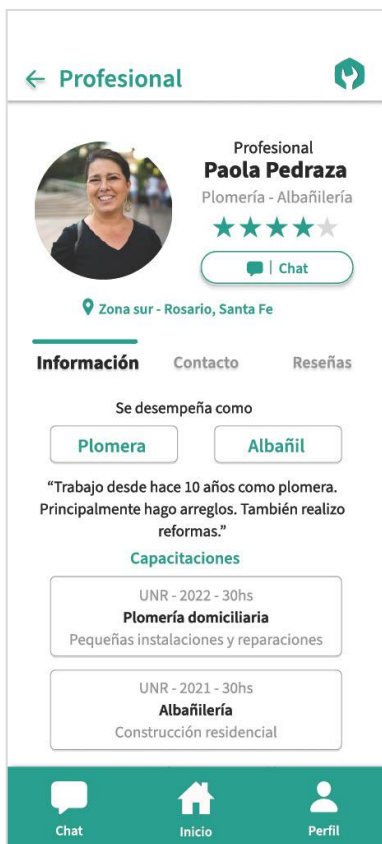 Profesional
Profesional
Paola Pedraza
Plomería - Albañilería
Chat
Zona sur - Rosario, Santa Fe
Información Contacto Reseñas
Se desempeña como
Plomera Albañil
“Trabajo desde hace 10 años como plomera.
Principalmente hago arreglos. También realizo
reformas.”
Capacitaciones
UNR - 2022 - 30hs
Plomería domiciliaria
Pequeñas instalaciones y reparaciones
UNR - 2021 - 30hs
Albañilería
Construcción residencial
Chat Inicio Perfil